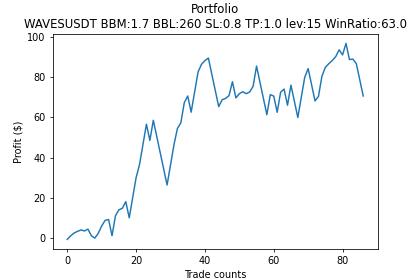 Portfolio
WAVESUSDT BBM:1.7 BBL:260 SL:0.8 TP:1.0 lev:15 WinRatio:63.0
100
80
60
40
20
0
Profit ($)
0 20 40 60 80
Trade counts